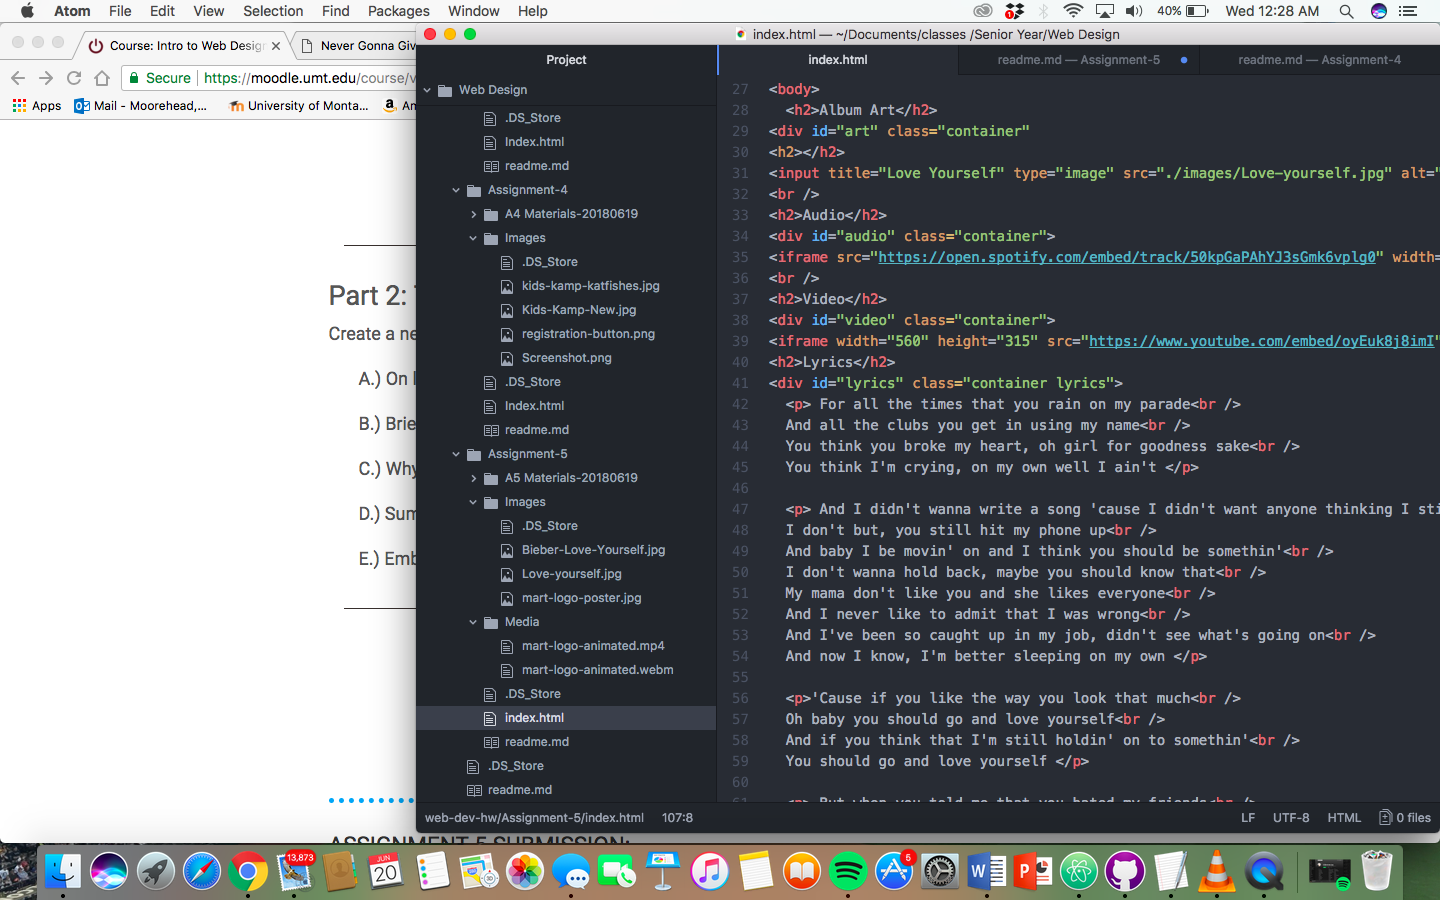 Atom File Edit View Selection Find Packages Window Help 40% Wed 12:28 AM
Course: Intro to Web Design
Never Gonna Giv
Secure https://moodle.umt.edu/course/v
Apps Mail - Moorehead,... University of Monta... Am
Part 2:
Create a ne
A.) On
B.) Brie
C.) Why
D.) Sum
E.) Emb
ASSIGNMENT 5 SUBMISSION:
index.html — ~/Documents/classes /Senior Year/Web Design
Project
index.html
readme.md — Assignment-5
readme.md — Assignment-4
Web Design
.DS_Store
Index.html
readme.md
Assignment-4
A4 Materials-20180619
Images
.DS_Store
kids-kamp-katfishes.jpg
Kids-Kamp-New.jpg
registration-button.png
Screenshot.png
.DS_Store
Index.html
readme.md
Assignment-5
A5 Materials-20180619
Images
.DS_Store
Bieber-Love-Yourself.jpg
Love-yourself.jpg
mart-logo-poster.jpg
Media
mart-logo-animated.mp4
mart-logo-animated.webm
.DS_Store
index.html
readme.md
.DS_Store
readme.md
27 <body>
28 <h2>Album Art</h2>
29 <div id="art" class="container"
30 <h2></h2>
31 <input title="Love Yourself" type="image" src="./images/Love-yourself.jpg" alt="
32 <br />
33 <h2>Audio</h2>
34 <div id="audio" class="container">
35 <iframe src="https://open.spotify.com/embed/track/50kpGaPAhYJ3sGmk6vplg0" width=
36 <br />
37 <h2>Video</h2>
38 <div id="video" class="container">
39 <iframe width="560" height="315" src="https://www.youtube.com/embed/oyEuk8j8imI"
40 <h2>Lyrics</h2>
41 <div id="lyrics" class="container lyrics">
42 <p> For all the times that you rain on my parade<br />
43 And all the clubs you get in using my name<br />
44 You think you broke my heart, oh girl for goodness sake<br />
45 You think I'm crying, on my own well I ain't </p>
46
47 <p> And I didn't wanna write a song 'cause I didn't want anyone thinking I sti
48 I don't but, you still hit my phone up<br />
49 And baby I be movin' on and I think you should be somethin'<br />
50 I don't wanna hold back, maybe you should know that<br />
51 My mama don't like you and she likes everyone<br />
52 And I never like to admit that I was wrong<br />
53 And I've been so caught up in my job, didn't see what's going on<br />
54 And now I know, I'm better sleeping on my own </p>
55
56 <p>'Cause if you like the way you look that much<br />
57 Oh baby you should go and love yourself<br />
58 And if you think that I'm still holdin' on to somethin'<br />
59 You should go and love yourself </p>
60
61 <p> But when you told me that you hated my friends<br />
web-dev-hw/Assignment-5/index.html 107:8 LF UTF-8 HTML 0 files
13,873
JUN
20
5